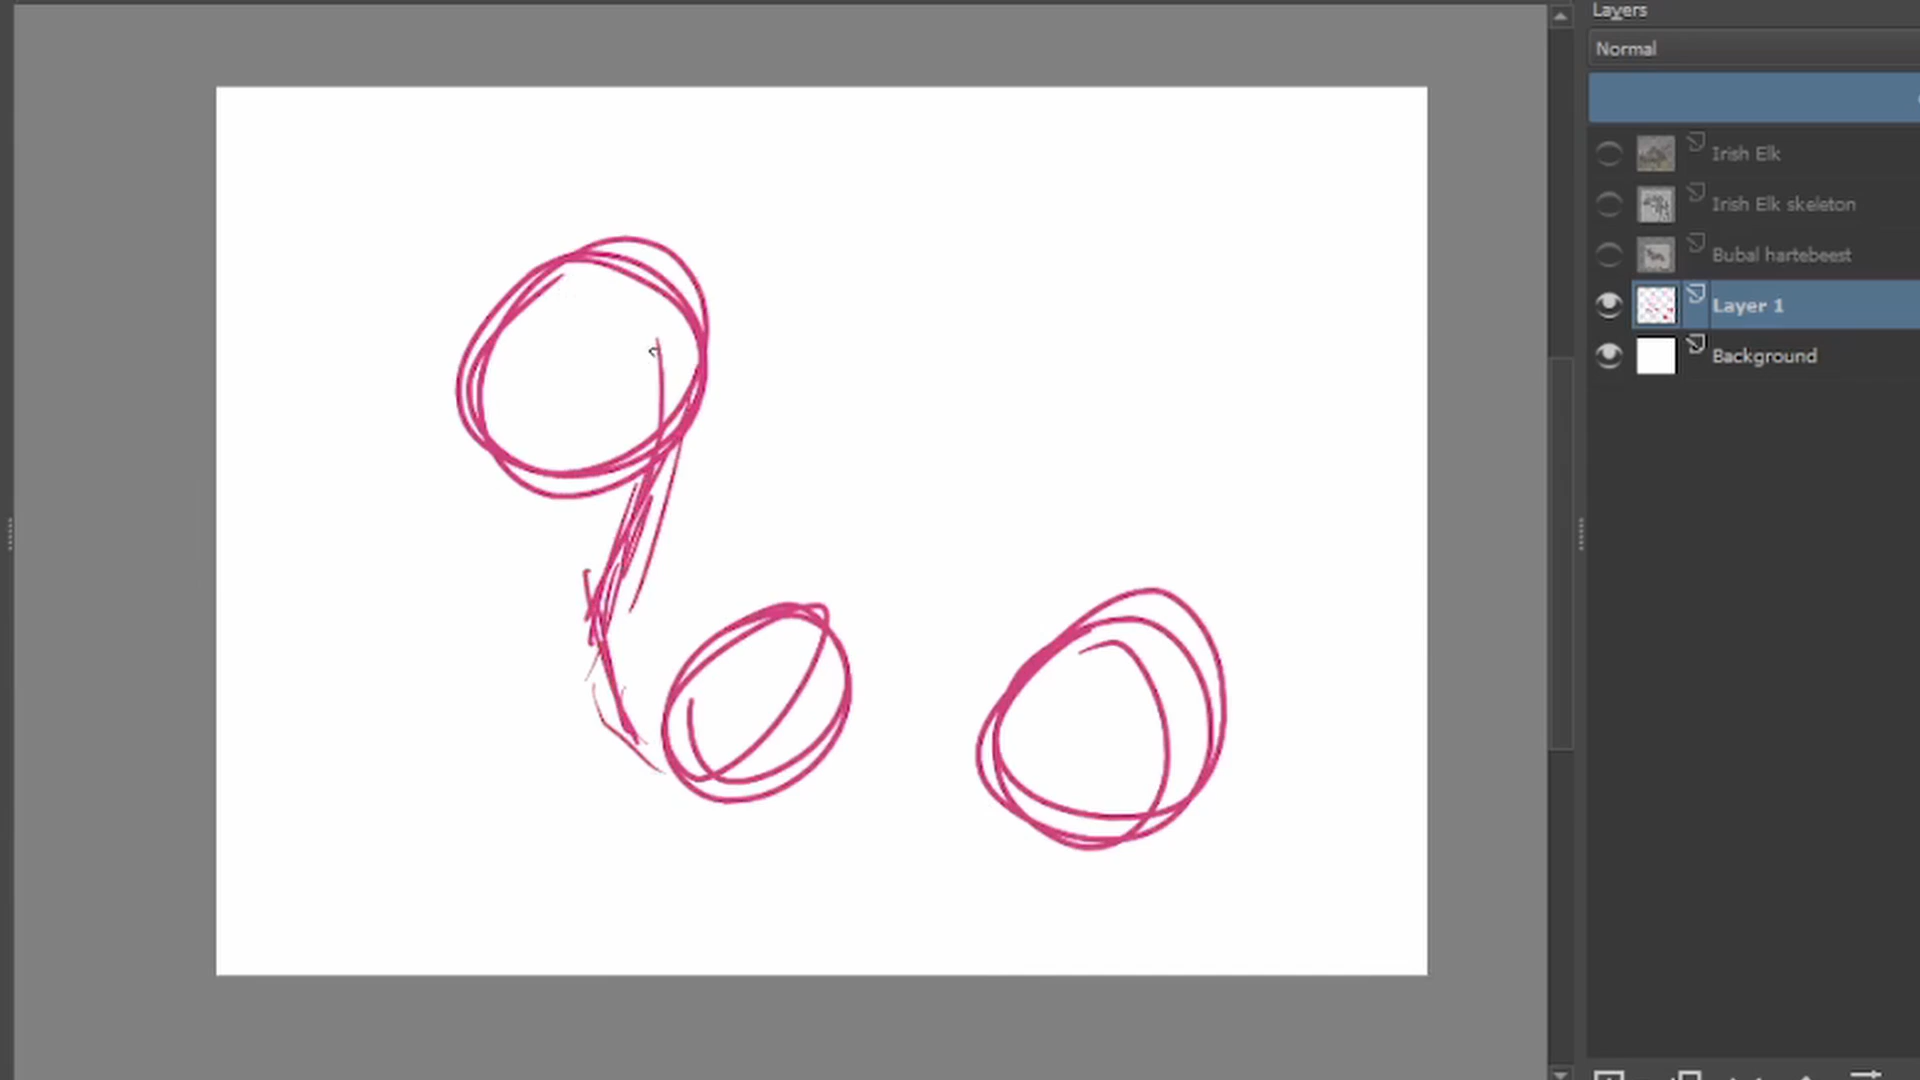 Layers
Normal
Irish Elk
Irish Elk skeleton
Bubal hartebeest
Layer 1
Background